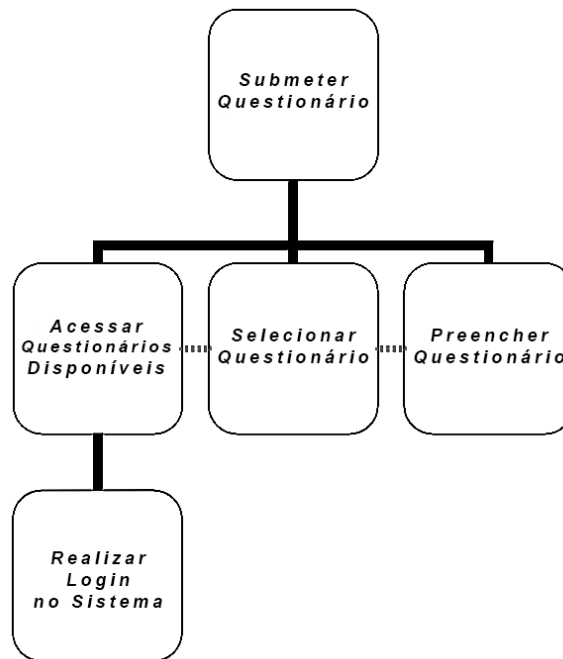 Submeter
Questionário
Acessar
Questionários
Disponíveis
Selecionar
Questionário
Preencher
Questionário
Realizar
Login
no Sistema